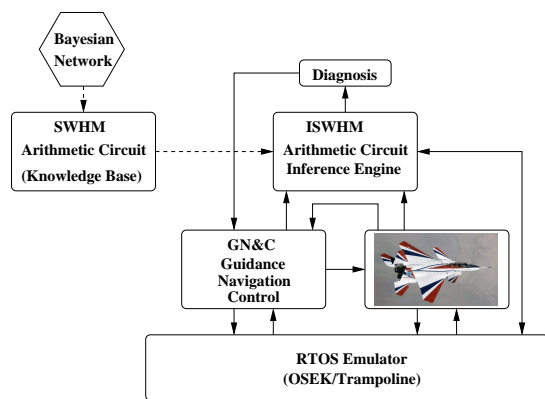 Bayesian
Network
Diagnosis
SWHM
Arithmetic Circuit
(Knowledge Base)
ISWHM
Arithmetic Circuit
Inference Engine
GN&C
Guidance
Navigation
Control
RTOS Emulator
(OSEK/Trampoline)